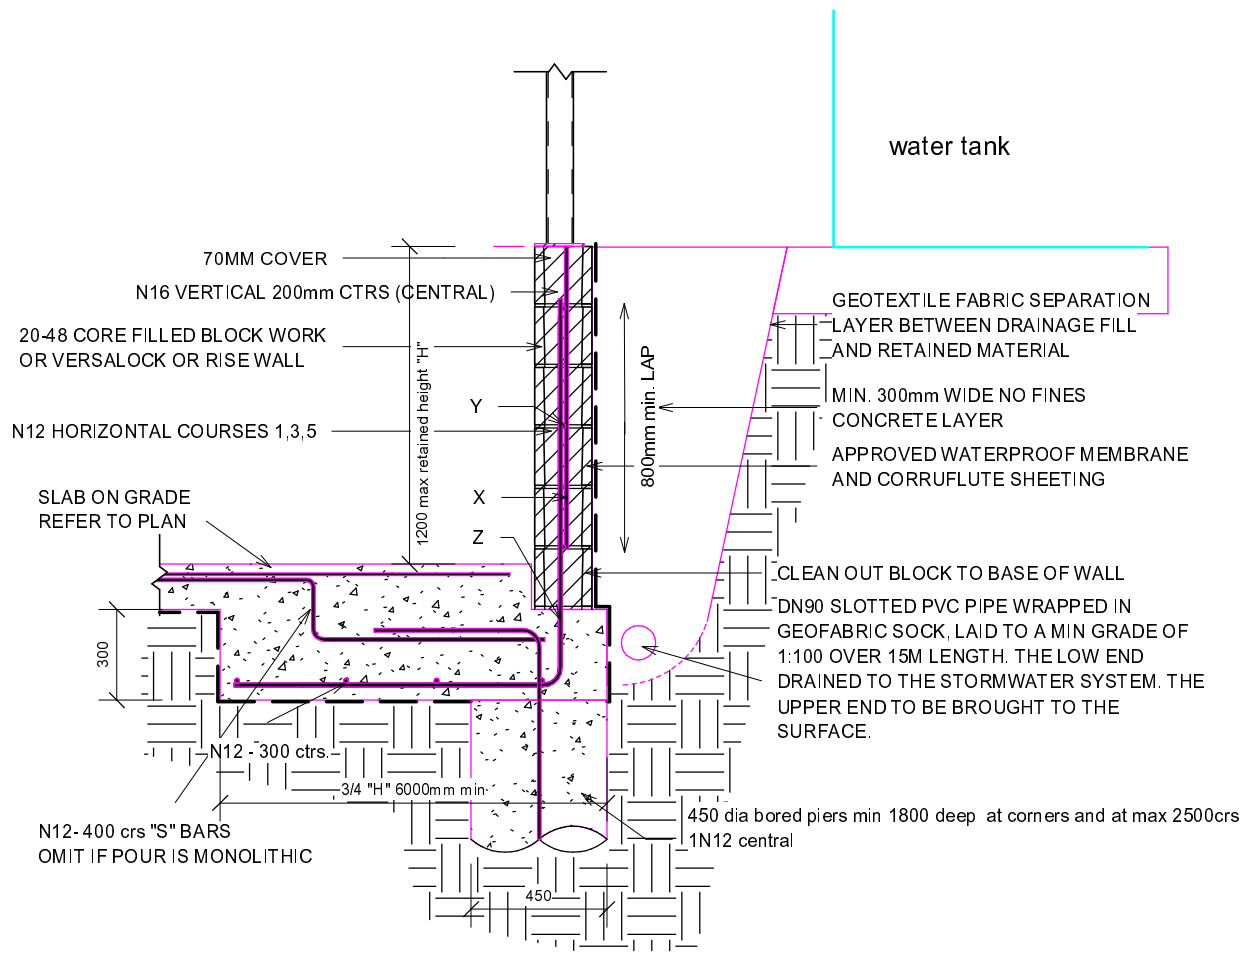 water tank
70MM COVER
N16 VERTICAL 200mm CTRS (CENTRAL)
20-48 CORE FILLED BLOCK WORK
OR VERSALOCK OR RISE WALL
1200 max retained height "H"
Y
N12 HORIZONTAL COURSES 1,3,5
X
SLAB ON GRADE
REFER TO PLAN
Z
800mm min. LAP
GEOTEXTILE FABRIC SEPARATION
LAYER BETWEEN DRAINAGE FILL
AND RETAINED MATERIAL
MIN. 300mm WIDE NO FINES
CONCRETE LAYER
APPROVED WATERPROOF MEMBRANE
AND CORRUFLUTE SHEETING
CLEAN OUT BLOCK TO BASE OF WALL
DN90 SLOTTED PVC PIPE WRAPPED IN
GEOFABRIC SOCK, LAID TO A MIN GRADE OF
1:100 OVER 15M LENGTH. THE LOW END
DRAINED TO THE STORMWATER SYSTEM. THE
UPPER END TO BE BROUGHT TO THE
SURFACE.
300
N12 - 300 ctrs.
3/4 "H" 6000mm min
N12- 400 crs "S" BARS
OMIT IF POUR IS MONOLITHIC
450 dia bored piers min 1800 deep at corners and at max 2500crs
1N12 central
450